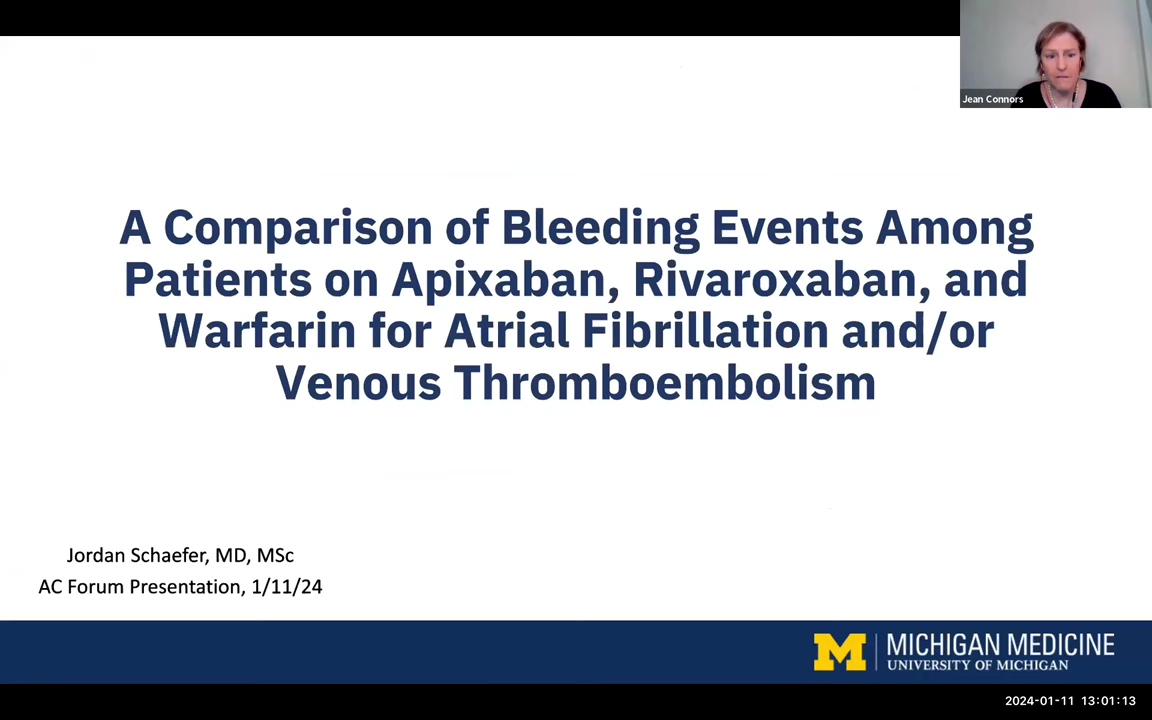 Jean Connors
A Comparison of Bleeding Events Among
Patients on Apixaban, Rivaroxaban, and
Warfarin for Atrial Fibrillation and/or
Venous Thromboembolism
Jordan Schaefer, MD, MSc
AC Forum Presentation, 1/11/24
M
MICHIGAN MEDICINE
UNIVERSITY OF MICHIGAN
2024-01-11 13:01:13